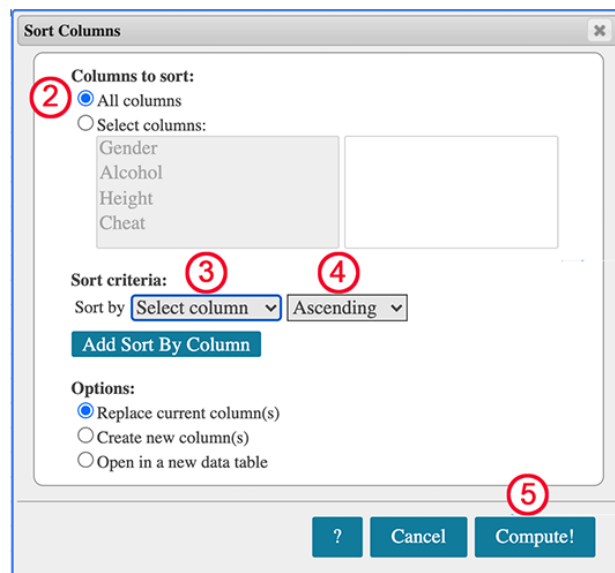 Sort Columns
Columns to sort:
② All columns
Select columns:
Gender
Alcohol
Height
Cheat
③ ④
Sort criteria:
Sort by Select column Ascending
Add Sort By Column
Options:
Replace current column(s)
Create new column(s)
Open in a new data table
⑤
? Cancel Compute!